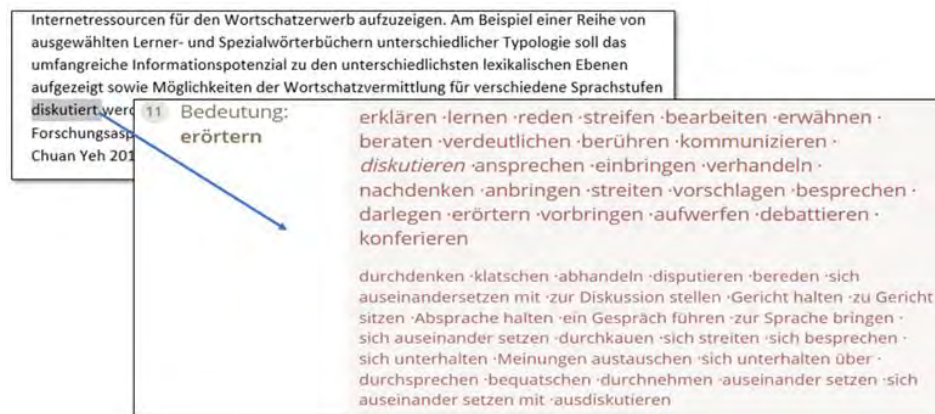 Internetressourcen für den Wortschatzerwerb aufzuzeigen. Am Beispiel einer Reihe von
ausgewählten Lerner- und Spezialwörterbüchern unterschiedlicher Typologie soll das
umfangreiche Informationspotenzial zu den unterschiedlichsten lexikalischen Ebenen
aufgezeigt sowie Möglichkeiten der Wortschatzvermittlung für verschiedene Sprachstufen
diskutiert werd
Forschungsasp
Chuan Yeh 201
11 Bedeutung:
erörtern
erklären ·lernen ·reden ·streifen ·bearbeiten ·erwähnen ·
beraten ·verdeutlichen ·berühren ·kommunizieren ·
diskutieren ·ansprechen ·einbringen ·verhandeln ·
nachdenken ·anbringen ·streiten ·vorschlagen ·besprechen ·
darlegen ·erörtern ·vorbringen ·aufwerfen ·debattieren ·
konferieren
durchdenken ·klatschen ·abhandeln ·disputieren ·bereden ·sich
auseinandersetzen mit ·zur Diskussion stellen ·Gericht halten ·zu Gericht
sitzen ·Absprache halten ·ein Gespräch führen ·zur Sprache bringen ·
sich auseinander setzen ·durchkauen ·sich streiten ·sich besprechen ·
sich unterhalten ·Meinungen austauschen ·sich unterhalten über ·
durchsprechen ·bequatschen ·durchnehmen ·auseinander setzen ·sich
auseinander setzen mit ·ausdiskutieren